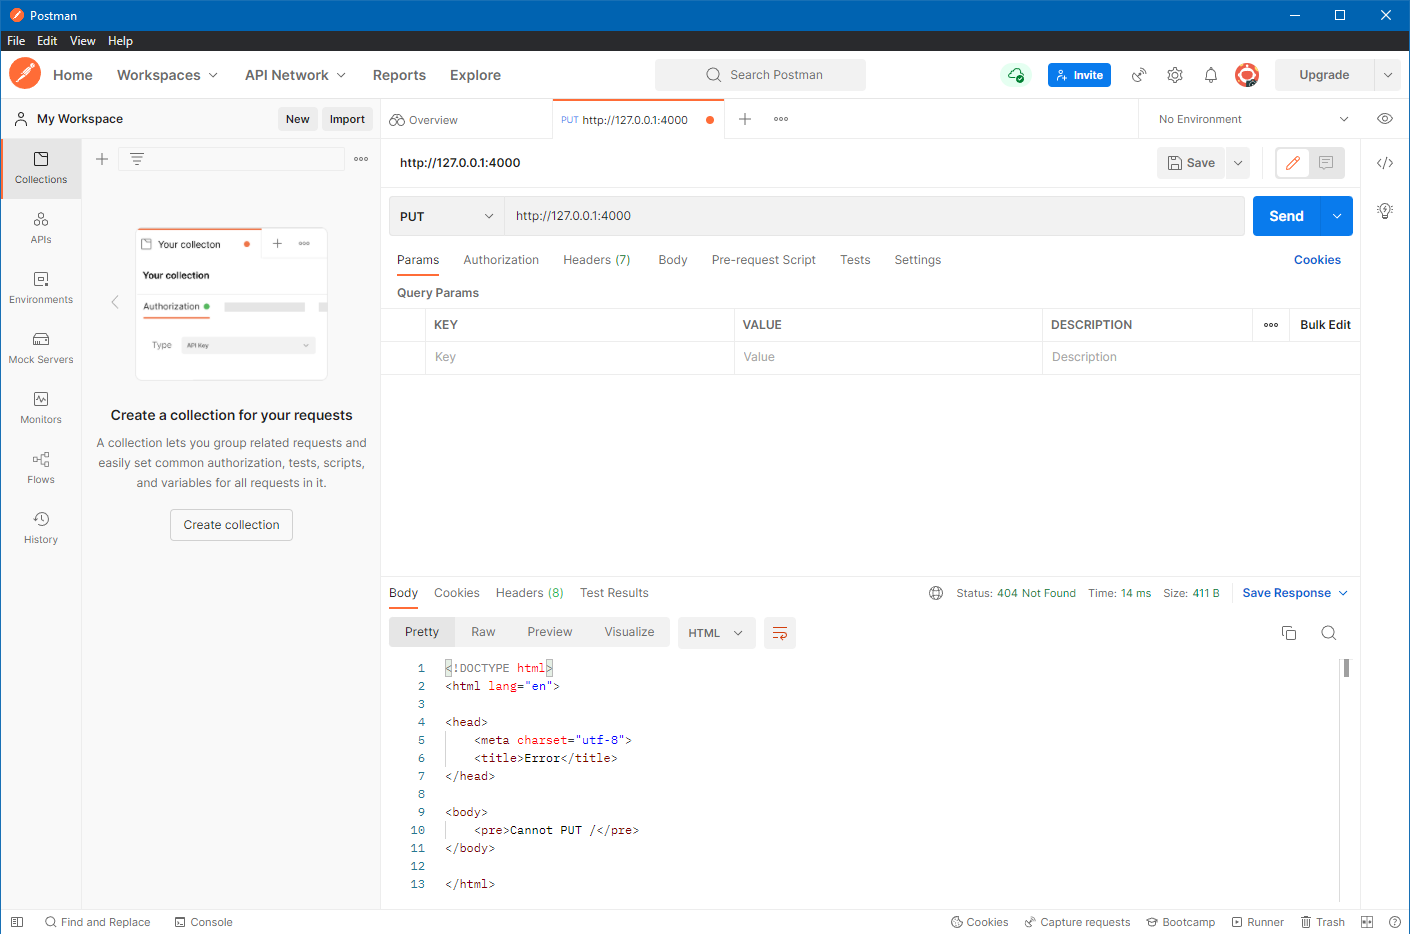 Postman
File Edit View Help
Home Workspaces API Network Reports Explore Search Postman Invite Upgrade
My Workspace New Import Overview PUT http://127.0.0.1:4000 No Environment
Collections
APIs
Environments
Mock Servers
Monitors
Flows
History
Your collecton
Your collection
Authorization
Type API Key
Create a collection for your requests
A collection lets you group related requests and
easily set common authorization, tests, scripts,
and variables for all requests in it.
Create collection
http://127.0.0.1:4000 Save
PUT http://127.0.0.1:4000 Send
Params Authorization Headers (7) Body Pre-request Script Tests Settings Cookies
Query Params
KEY VALUE DESCRIPTION Bulk Edit
Key Value Description
Body Cookies Headers (8) Test Results Status: 404 Not Found Time: 14 ms Size: 411 B Save Response
Pretty Raw Preview Visualize HTML
1 <!DOCTYPE html>
2 <html lang="en">
3
4 <head>
5 <meta charset="utf-8">
6 <title>Error</title>
7 </head>
8
9 <body>
10 <pre>Cannot PUT /</pre>
11 </body>
12
13 </html>
Find and Replace Console Cookies Capture requests Bootcamp Runner Trash